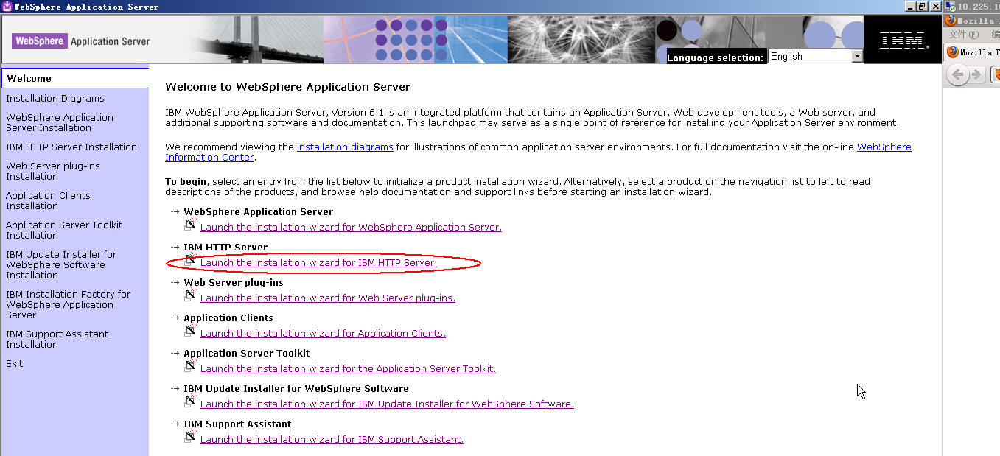 WebSphere Application Server
10.225.10
Mozilla
文件(F) 编
Mozilla F
WebSphere. Application Server
IBM.
Language selection: English
Welcome
Installation Diagrams
WebSphere Application
Server Installation
IBM HTTP Server Installation
Web Server plug-ins
Installation
Application Clients
Installation
Application Server Toolkit
Installation
IBM Update Installer for
WebSphere Software
Installation
IBM Installation Factory for
WebSphere Application
Server
IBM Support Assistant
Installation
Exit
Welcome to WebSphere Application Server
IBM WebSphere Application Server, Version 6.1 is an integrated platform that contains an Application Server, Web development tools, a Web server, and
additional supporting software and documentation. This launchpad may serve as a single point of reference for installing your Application Server environment.
We recommend viewing the installation diagrams for illustrations of common application server environments. For full documentation visit the on-line WebSphere
Information Center.
To begin, select an entry from the list below to initialize a product installation wizard. Alternatively, select a product on the navigation list to left to read
descriptions of the products, and browse help documentation and support links before starting an installation wizard.
WebSphere Application Server
Launch the installation wizard for WebSphere Application Server.
IBM HTTP Server
Launch the installation wizard for IBM HTTP Server.
Web Server plug-ins
Launch the installation wizard for Web Server plug-ins.
Application Clients
Launch the installation wizard for Application Clients.
Application Server Toolkit
Launch the installation wizard for the Application Server Toolkit.
IBM Update Installer for WebSphere Software
Launch the installation wizard for IBM Update Installer for WebSphere Software.
IBM Support Assistant
Launch the installation wizard for IBM Support Assistant.